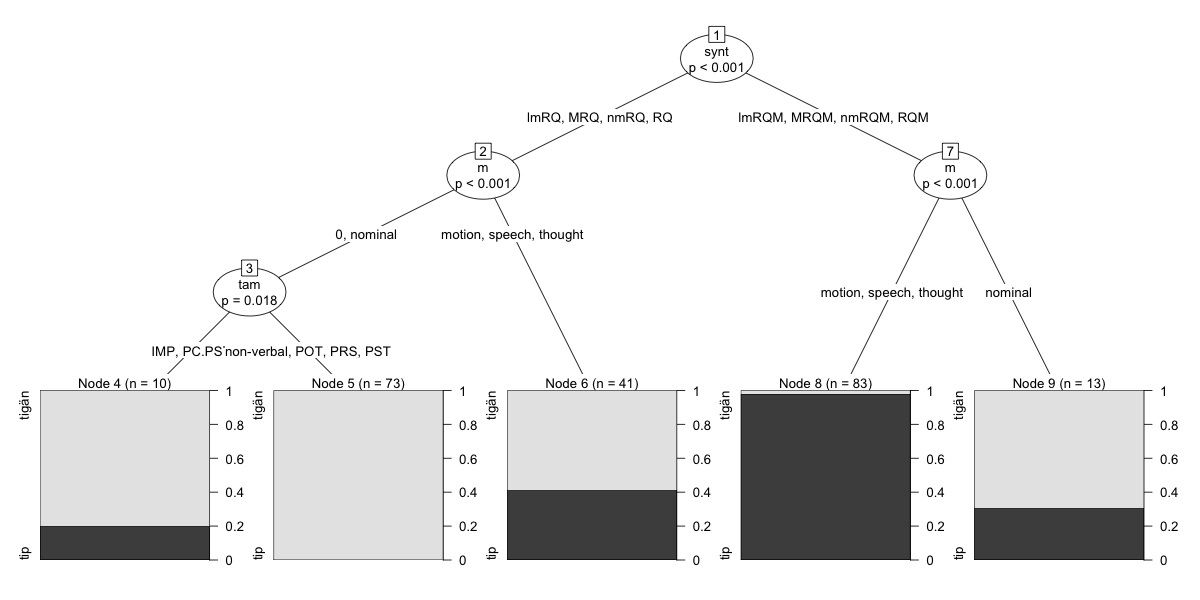 1
synt
p < 0.001
lmRQ, MRQ, nmRQ, RQ
lmRQM, MRQM, nmRQM, RQM
2
m
p < 0.001
7
m
p < 0.001
0, nominal
motion, speech, thought
3
tam
p = 0.018
motion, speech, thought
nominal
IMP, PC.PS
non-verbal, POT, PRS, PST
Node 4 (n = 10)
tigän
tip
1
0.8
0.6
0.4
0.2
0
Node 5 (n = 73)
tigän
tip
1
0.8
0.6
0.4
0.2
0
Node 6 (n = 41)
tigän
tip
1
0.8
0.6
0.4
0.2
0
Node 8 (n = 83)
tigän
tip
1
0.8
0.6
0.4
0.2
0
Node 9 (n = 13)
tigän
tip
1
0.8
0.6
0.4
0.2
0